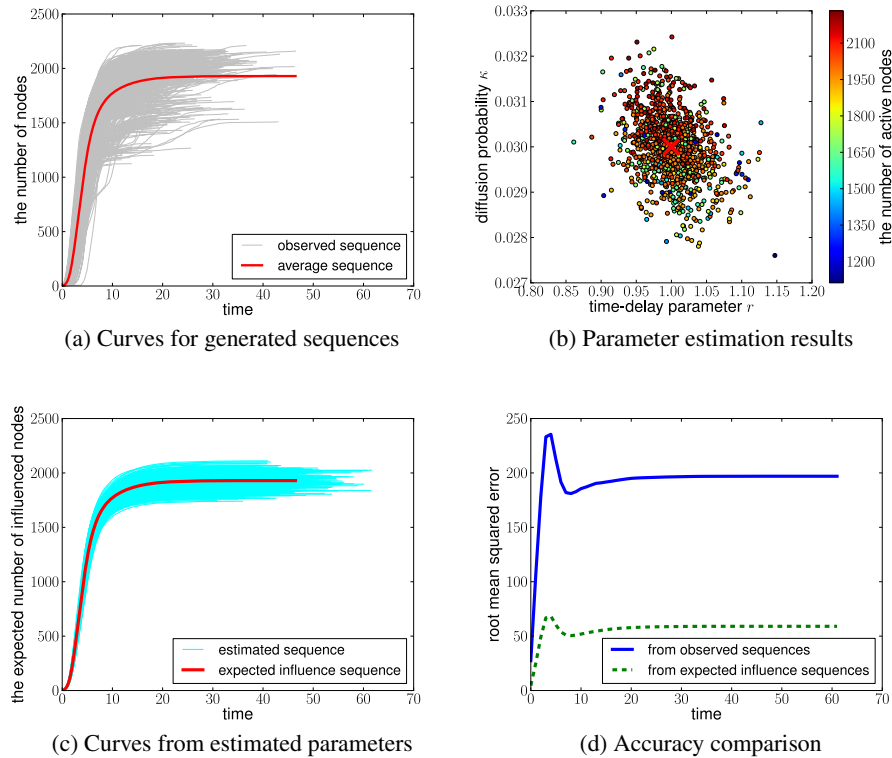 2500
2000
1500
1000
500
0
0 10 20 30 40 50 60 70
time
the number of nodes
observed sequence
average sequence
(a) Curves for generated sequences
0.033
0.032
0.031
0.030
0.029
0.028
0.027
0.80 0.85 0.90 0.95 1.00 1.05 1.10 1.15 1.20
time-delay parameter r
diffusion probability κ
2100
1950
1800
1650
1500
1350
1200
the number of active nodes
(b) Parameter estimation results
2500
2000
1500
1000
500
0
0 10 20 30 40 50 60 70
time
the expected number of influenced nodes
estimated sequence
expected influence sequence
(c) Curves from estimated parameters
250
200
150
100
50
0
0 10 20 30 40 50 60 70
time
root mean squared error
from observed sequences
from expected influence sequences
(d) Accuracy comparison